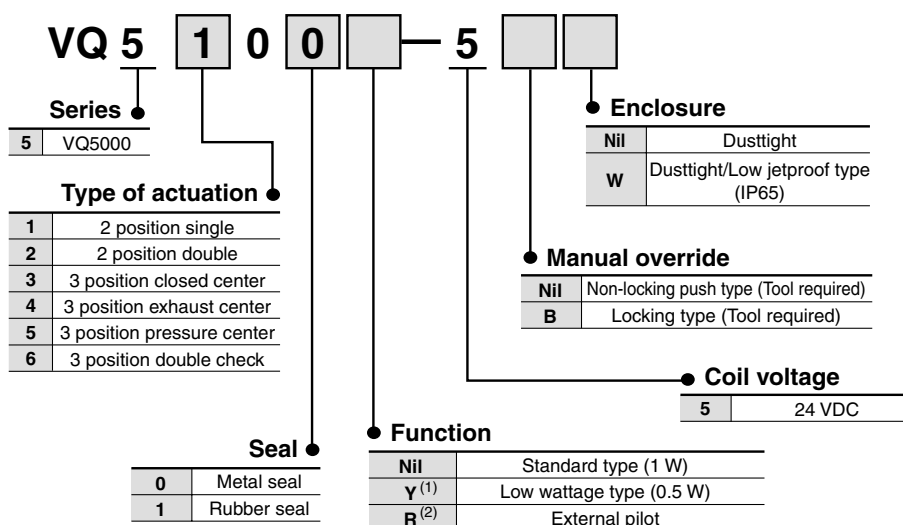 VQ 5 1 0 0 — 5
Series
5 VQ5000
Type of actuation
1 2 position single
2 2 position double
3 3 position closed center
4 3 position exhaust center
5 3 position pressure center
6 3 position double check
Seal
0 Metal seal
1 Rubber seal
Function
Nil Standard type (1 W)
Y (1) Low wattage type (0.5 W)
R (2) External pilot
Coil voltage
5 24 VDC
Manual override
Nil Non-locking push type (Tool required)
B Locking type (Tool required)
Enclosure
Nil Dusttight
W Dusttight/Low jetproof type
(IP65)